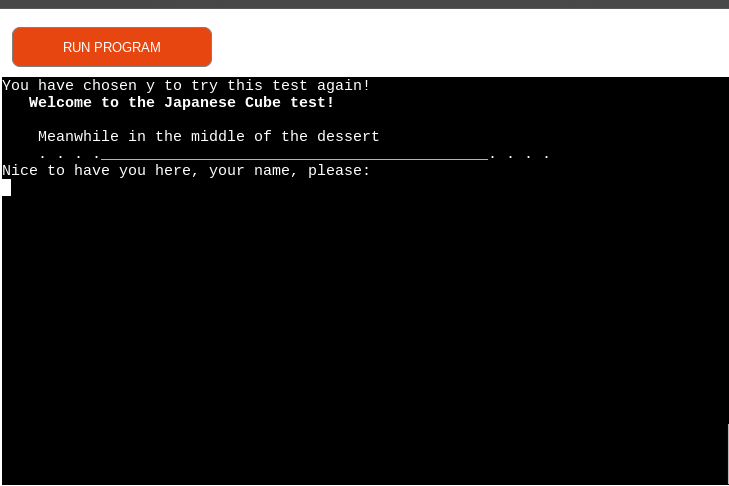 RUN PROGRAM
You have chosen y to try this test again!
Welcome to the Japanese Cube test!
Meanwhile in the middle of the dessert
. . . .___________________________________________. . . .
Nice to have you here, your name, please: